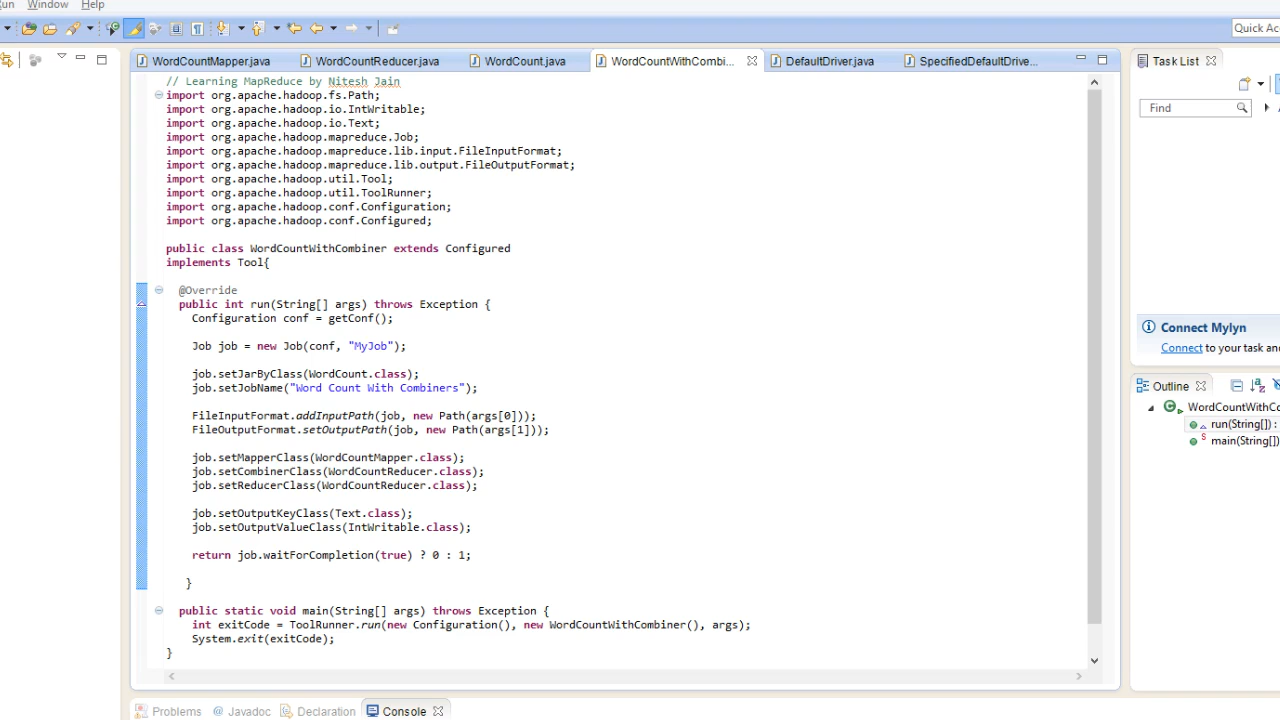 un Window Help
Quick Ac
WordCountMapper.java WordCountReducer.java WordCount.java WordCountWithCombi... DefaultDriver.java SpecifiedDefaultDrive...
// Learning MapReduce by Nitesh Jain
import org.apache.hadoop.fs.Path;
import org.apache.hadoop.io.IntWritable;
import org.apache.hadoop.io.Text;
import org.apache.hadoop.mapreduce.Job;
import org.apache.hadoop.mapreduce.lib.input.FileInputFormat;
import org.apache.hadoop.mapreduce.lib.output.FileOutputFormat;
import org.apache.hadoop.util.Tool;
import org.apache.hadoop.util.ToolRunner;
import org.apache.hadoop.conf.Configuration;
import org.apache.hadoop.conf.Configured;
public class WordCountWithCombiner extends Configured
implements Tool{
@Override
public int run(String[] args) throws Exception {
Configuration conf = getConf();
Job job = new Job(conf, "MyJob");
job.setJarByClass(WordCount.class);
job.setJobName("Word Count With Combiners");
FileInputFormat.addInputPath(job, new Path(args[0]));
FileOutputFormat.setOutputPath(job, new Path(args[1]));
job.setMapperClass(WordCountMapper.class);
job.setCombinerClass(WordCountReducer.class);
job.setReducerClass(WordCountReducer.class);
job.setOutputKeyClass(Text.class);
job.setOutputValueClass(IntWritable.class);
return job.waitForCompletion(true) ? 0 : 1;
}
public static void main(String[] args) throws Exception {
int exitCode = ToolRunner.run(new Configuration(), new WordCountWithCombiner(), args);
System.exit(exitCode);
}
Task List
Find
Connect Mylyn
Connect to your task and
Outline
WordCountWithCo
run(String[]) :
main(String[])
Problems Javadoc Declaration Console